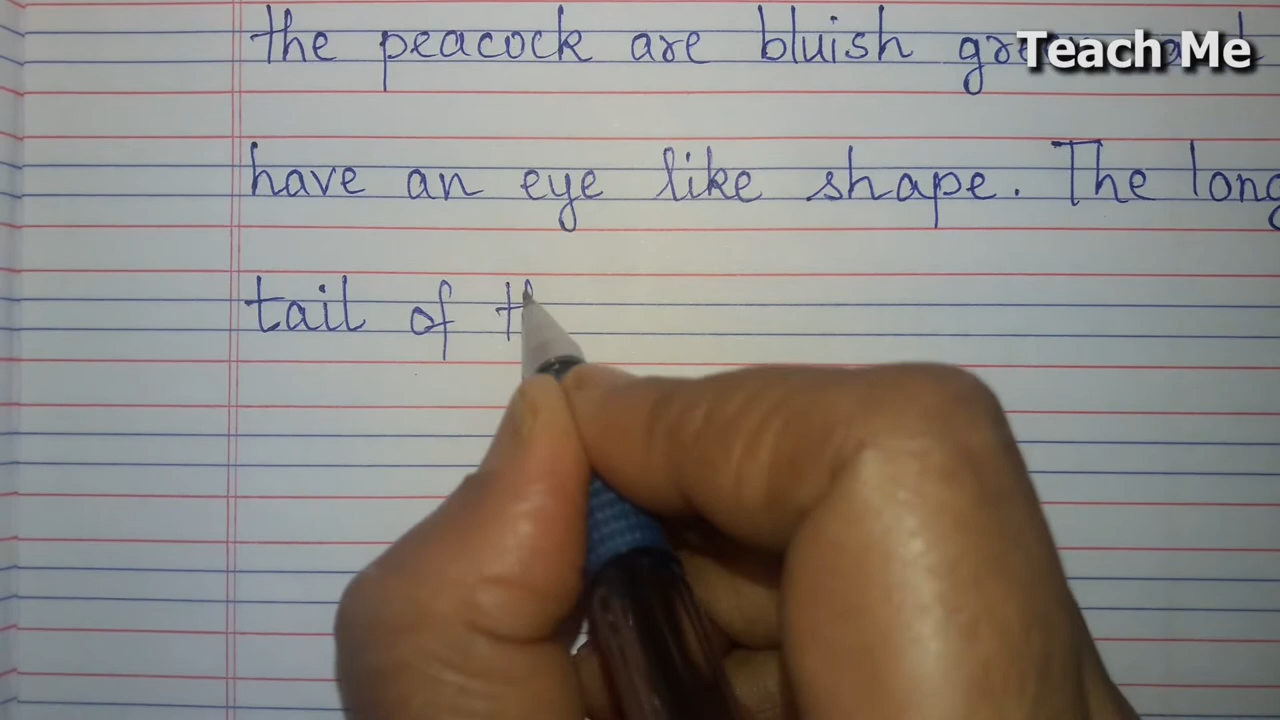 the peacock are bluish
Teach Me
have an eye like shape. The long
tail of